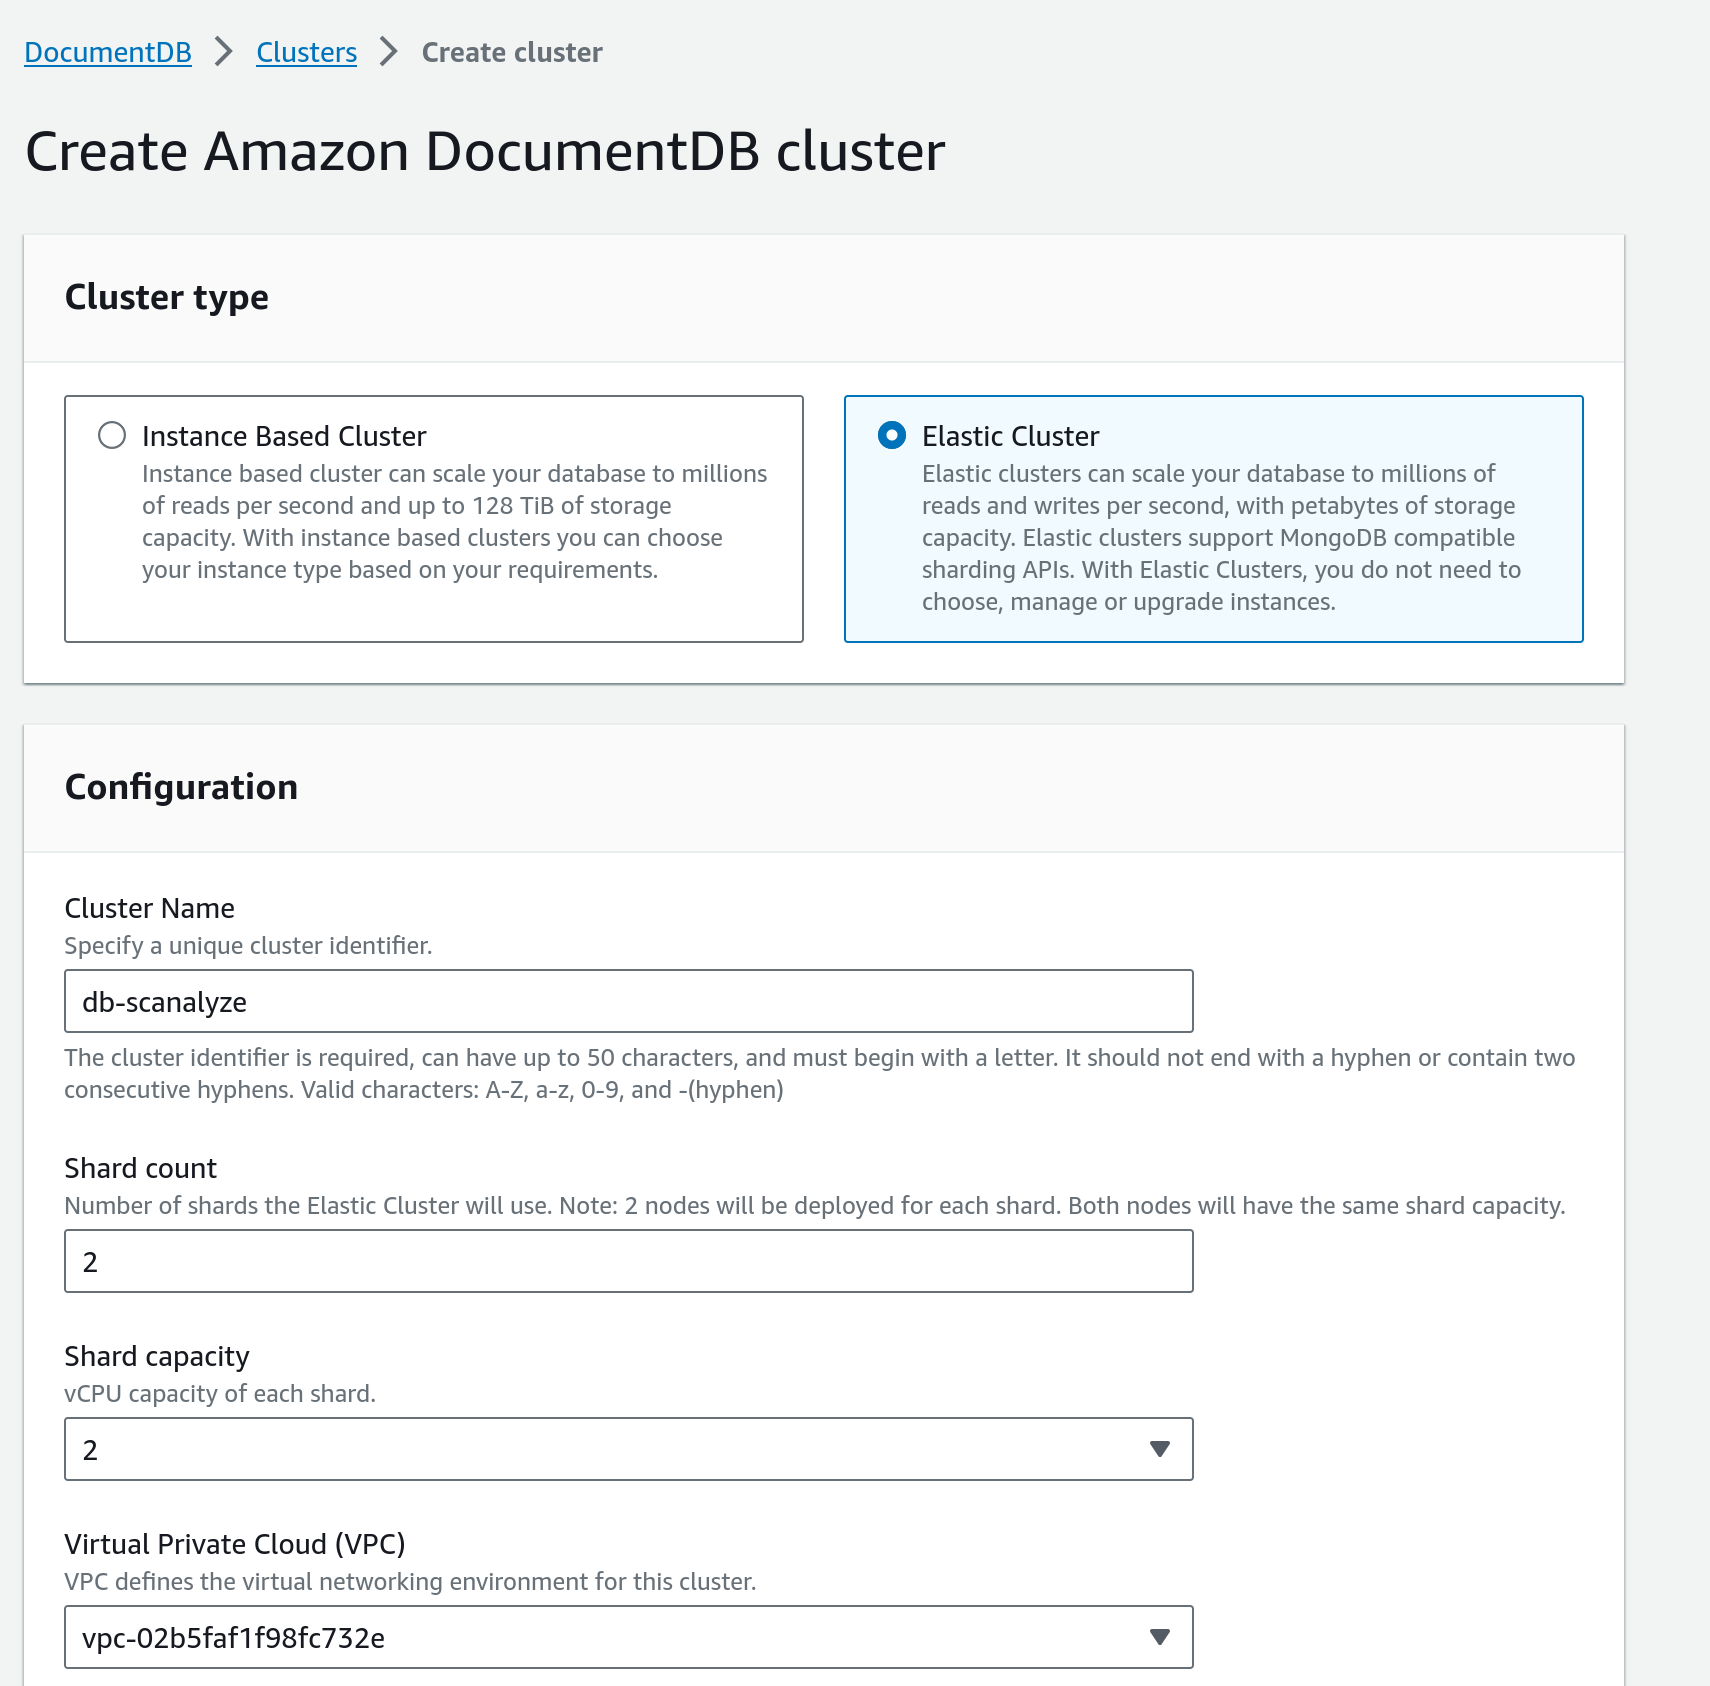 DocumentDB > Clusters > Create cluster
Create Amazon DocumentDB cluster
Cluster type
Instance Based Cluster
Instance based cluster can scale your database to millions
of reads per second and up to 128 TiB of storage
capacity. With instance based clusters you can choose
your instance type based on your requirements.
Elastic Cluster
Elastic clusters can scale your database to millions of
reads and writes per second, with petabytes of storage
capacity. Elastic clusters support MongoDB compatible
sharding APIs. With Elastic Clusters, you do not need to
choose, manage or upgrade instances.
Configuration
Cluster Name
Specify a unique cluster identifier.
db-scanalyze
The cluster identifier is required, can have up to 50 characters, and must begin with a letter. It should not end with a hyphen or contain two
consecutive hyphens. Valid characters: A-Z, a-z, 0-9, and -(hyphen)
Shard count
Number of shards the Elastic Cluster will use. Note: 2 nodes will be deployed for each shard. Both nodes will have the same shard capacity.
2
Shard capacity
vCPU capacity of each shard.
2
Virtual Private Cloud (VPC)
VPC defines the virtual networking environment for this cluster.
vpc-02b5faf1f98fc732e